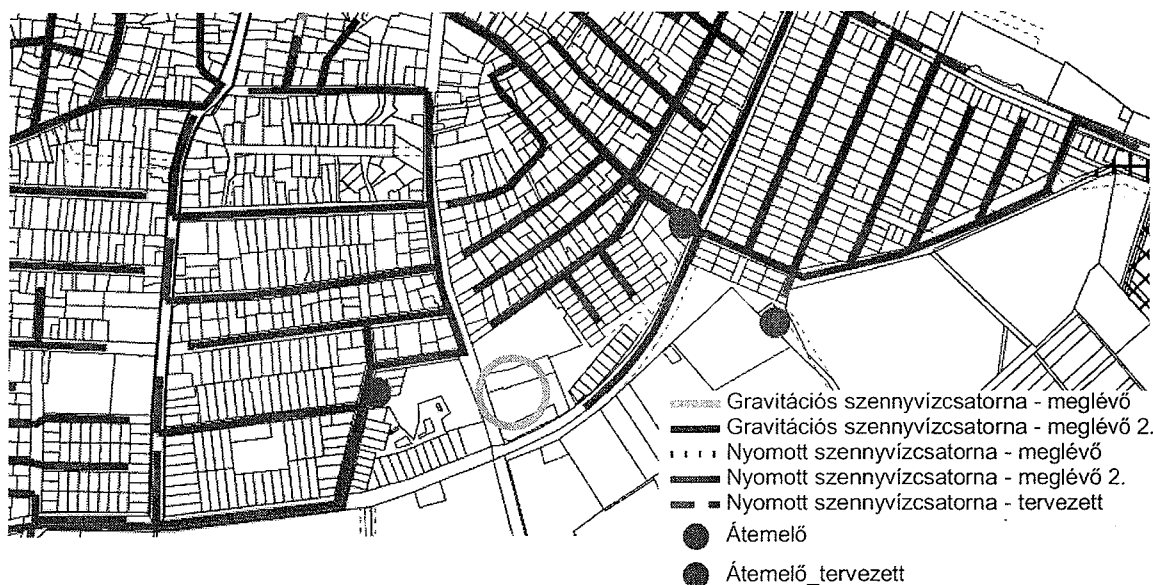 Gravitációs szennyvízcsatorna - meglévő
Gravitációs szennyvízcsatorna - meglévő 2.
Nyomott szennyvízcsatorna - meglévő
Nyomott szennyvízcsatorna - meglévő 2.
Nyomott szennyvízcsatorna - tervezett
Átemelő
Átemelő_tervezett